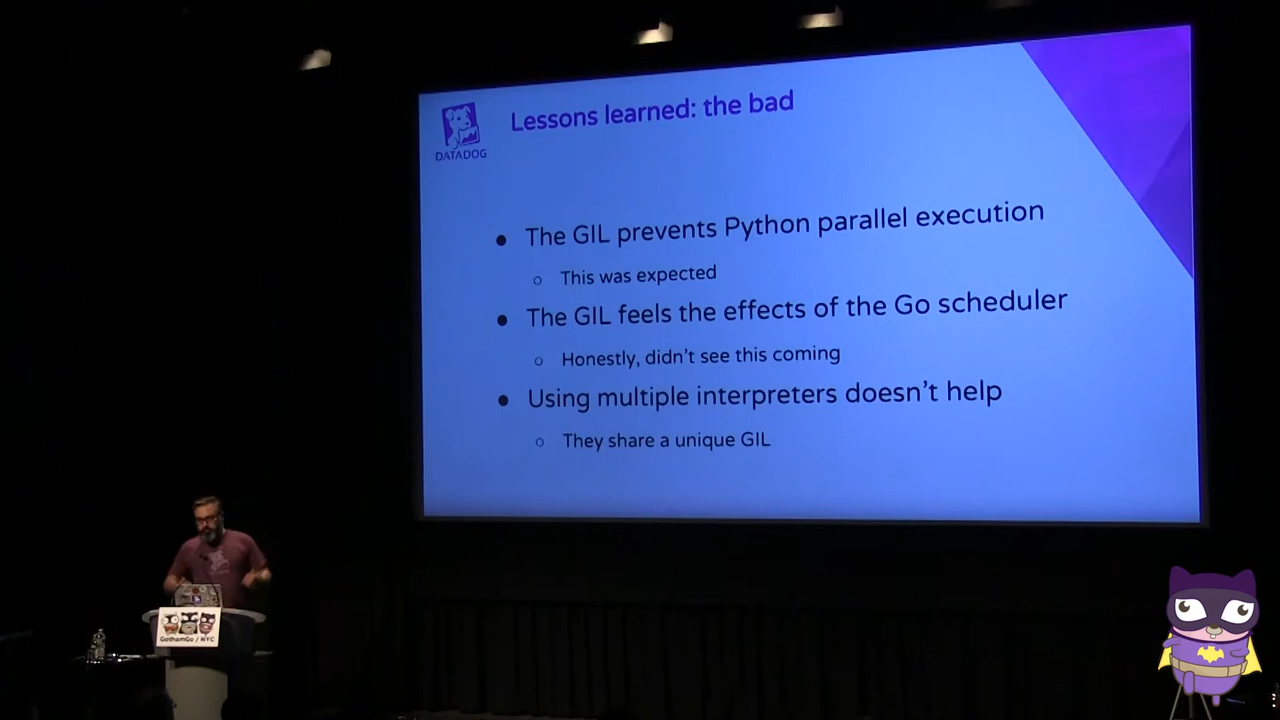 DATADOG
Lessons learned: the bad
● The GIL prevents Python parallel execution
○ This was expected
● The GIL feels the effects of the Go scheduler
○ Honestly, didn't see this coming
● Using multiple interpreters doesn't help
○ They share a unique GIL
GothamGo / NYC